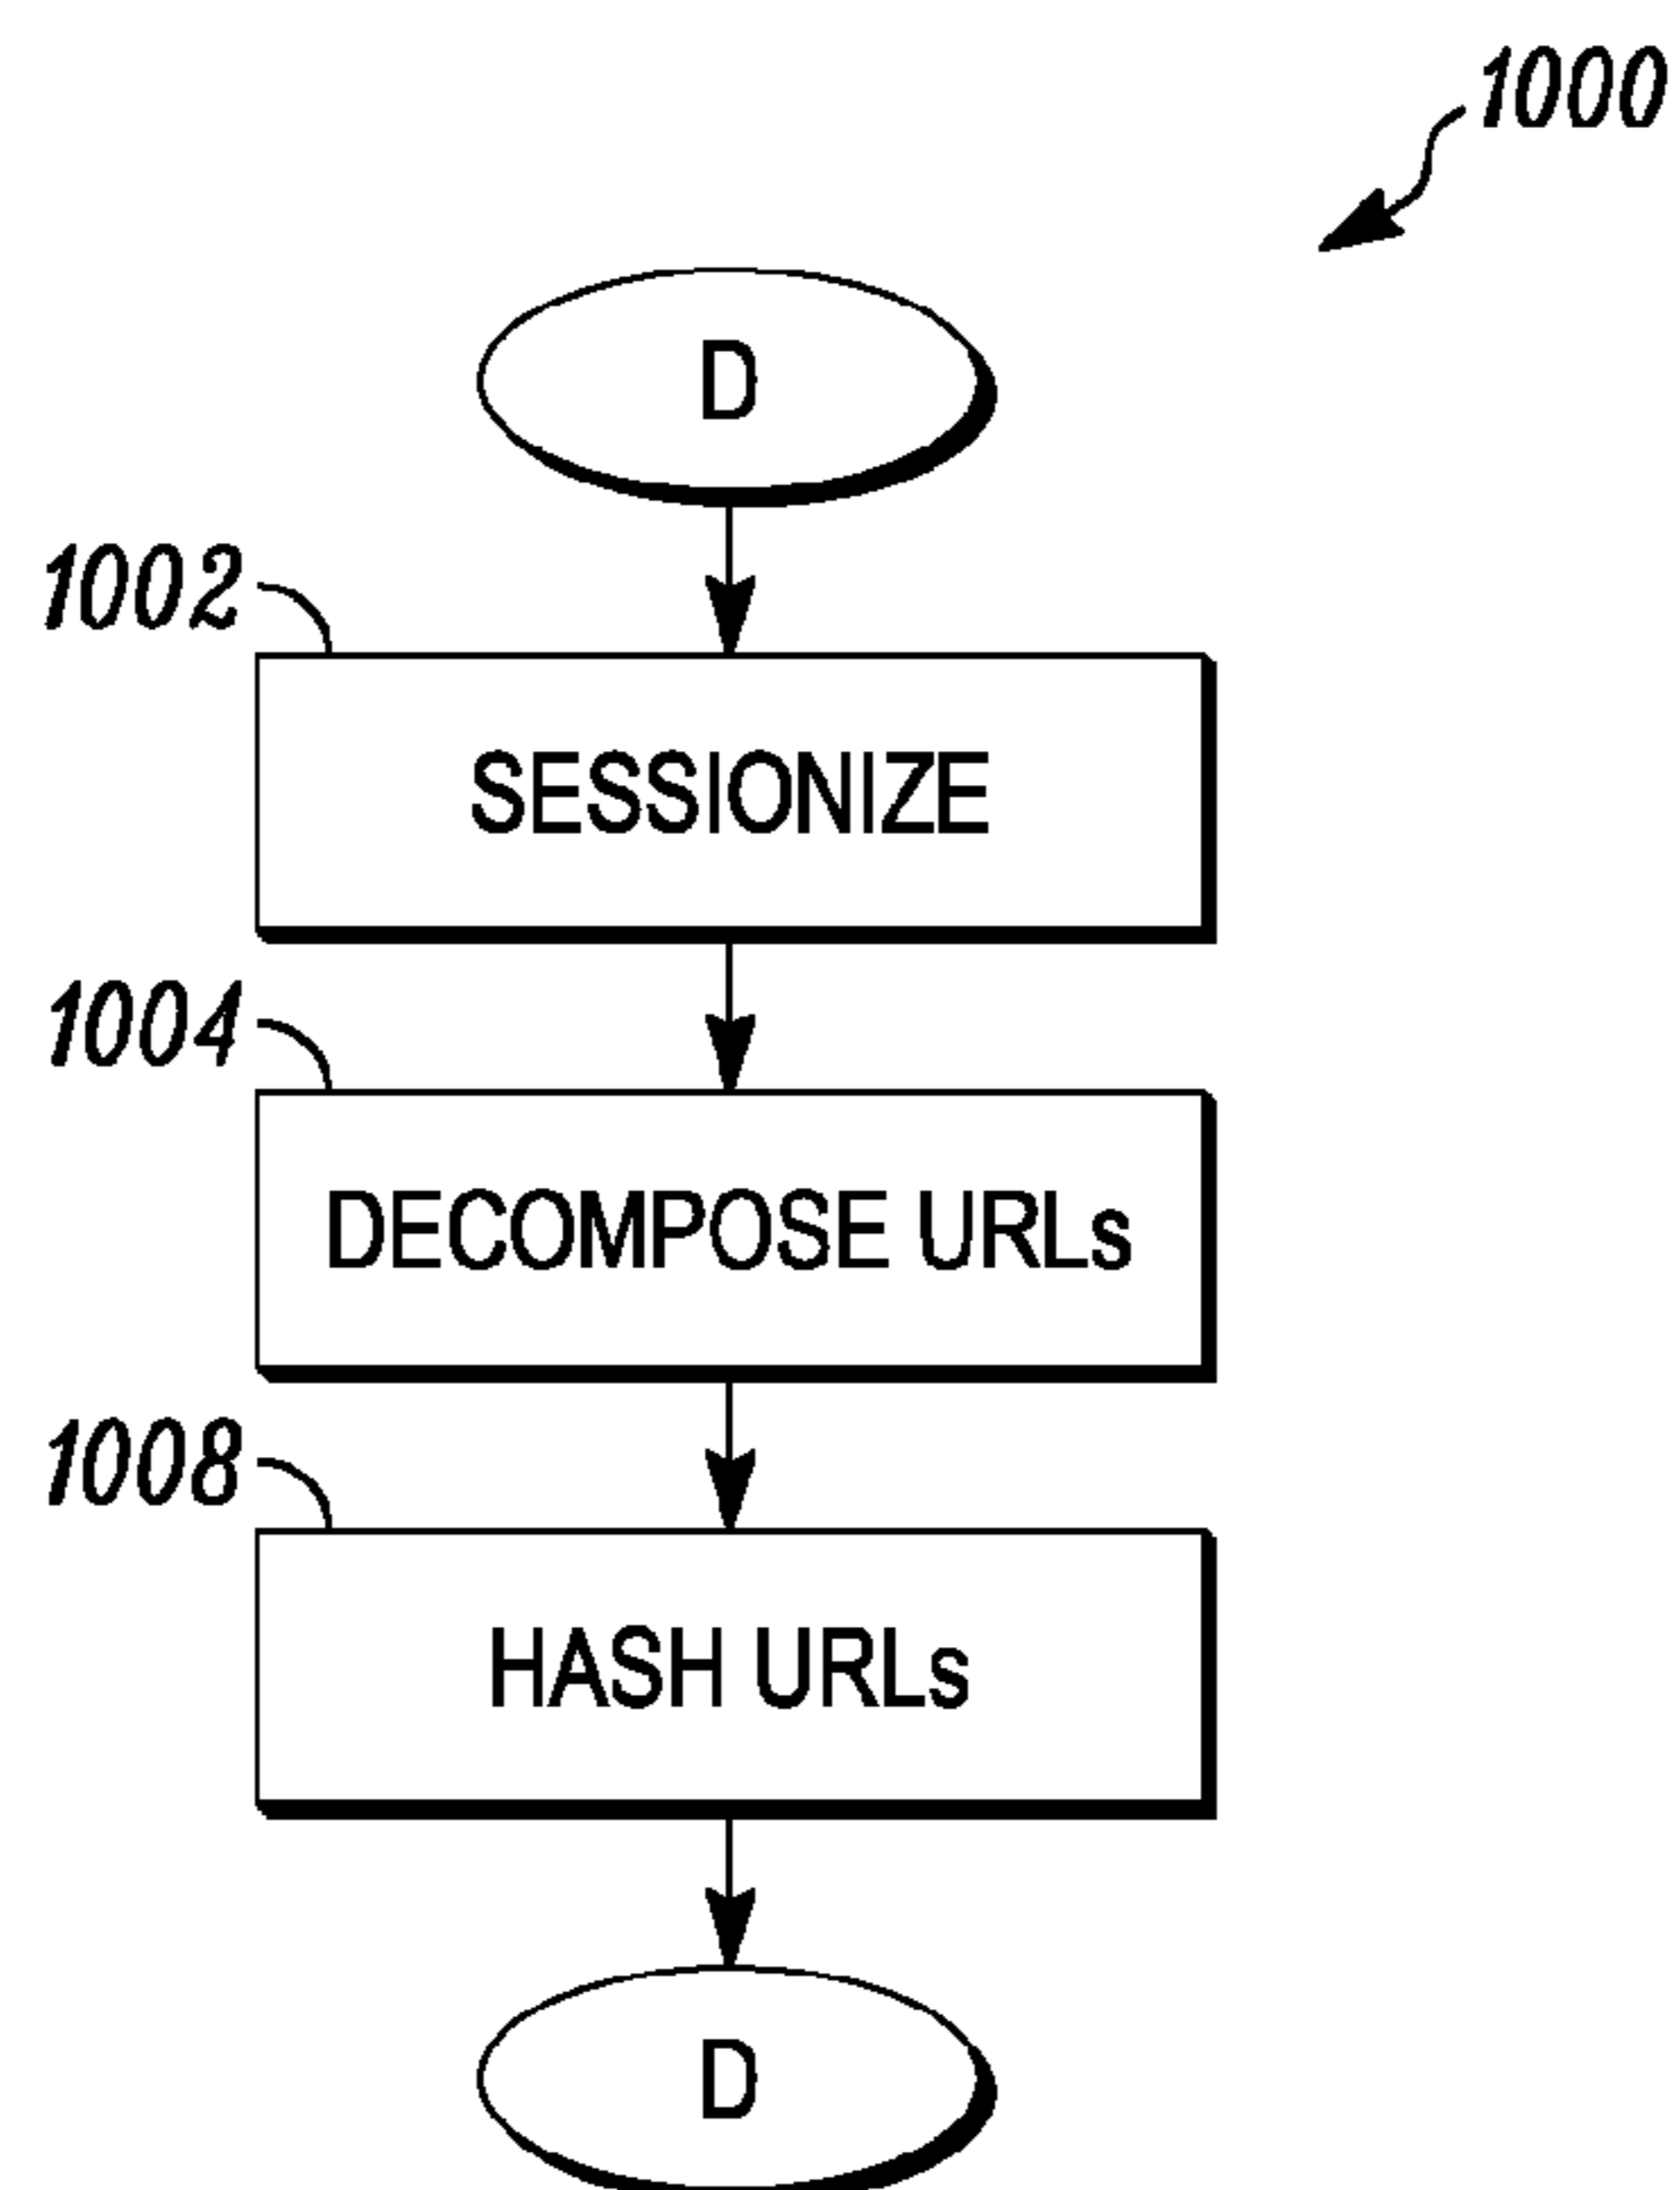 1000
D
1002
SESSIONIZE
1004
DECOMPOSE URLs
1008
HASH URLs
D